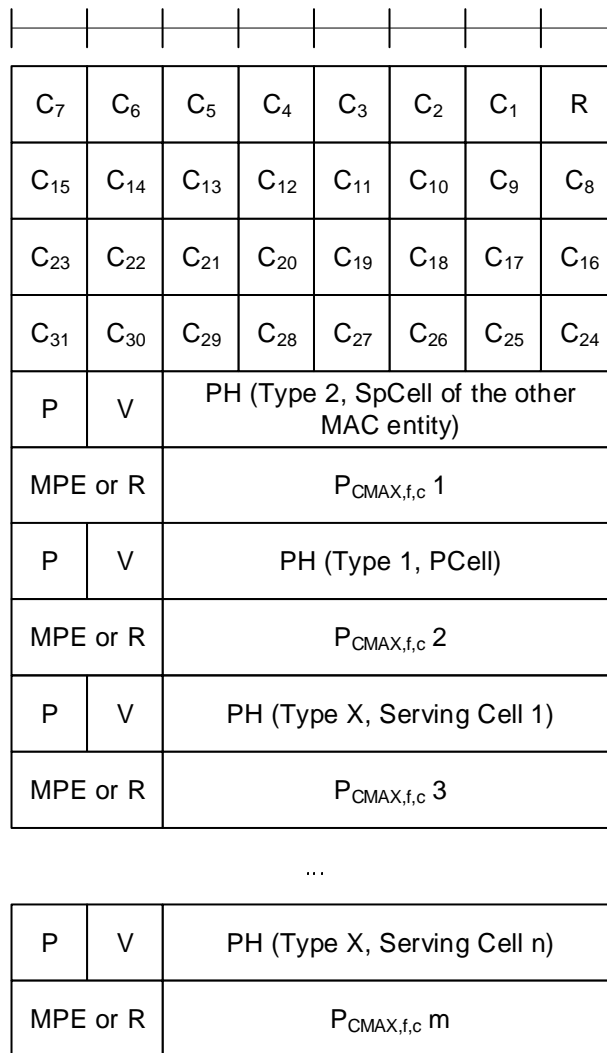 C7 C6 C5 C4 C3 C2 C1 R
C15 C14 C13 C12 C11 C10 C9 C8
C23 C22 C21 C20 C19 C18 C17 C16
C31 C30 C29 C28 C27 C26 C25 C24
P V PH (Type 2, SpCell of the other
MAC entity)
MPE or R PCMAX,f,c 1
P V PH (Type 1, PCell)
MPE or R PCMAX,f,c 2
P V PH (Type X, Serving Cell 1)
MPE or R PCMAX,f,c 3
...
P V PH (Type X, Serving Cell n)
MPE or R PCMAX,f,c m